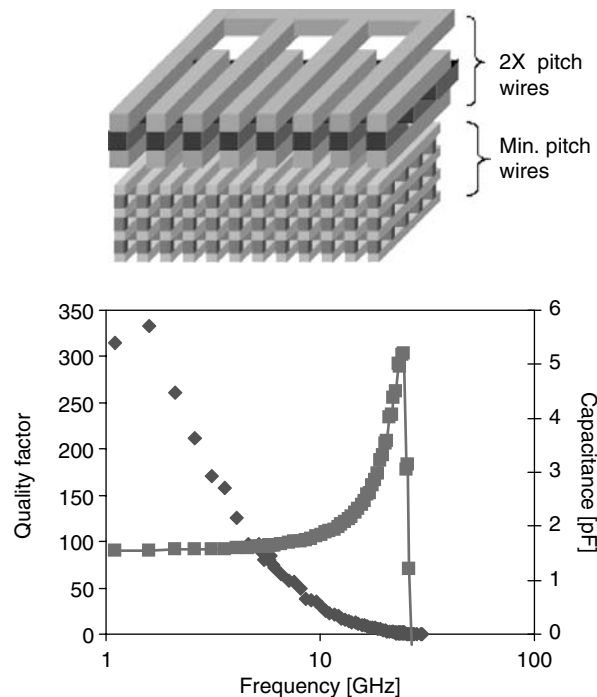 2X pitch
wires
Min. pitch
wires
350
300
250
200
150
100
50
0
Quality factor
6
5
4
3
2
1
0
Capacitance [pF]
1
10
100
Frequency [GHz]